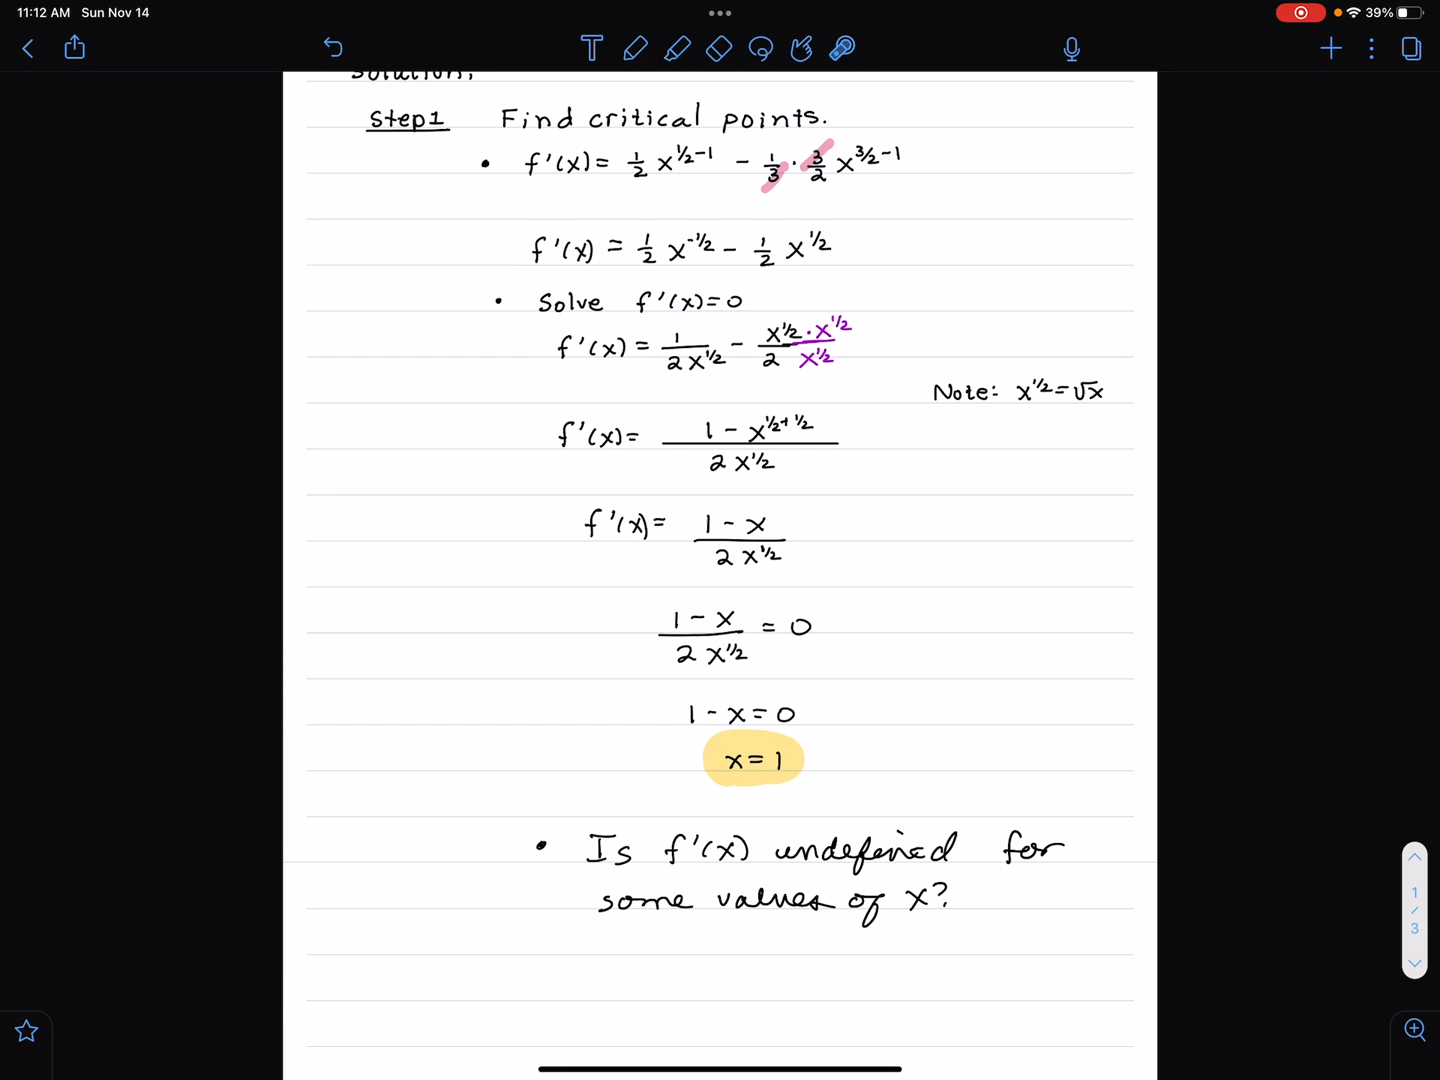 11:12 AM Sun Nov 14
39%
Solution:
Step1 Find critical points.
• f'(x) = 1/2 x^(1/2-1) - 1/3 · 3/2 x^(3/2-1)
f'(x) = 1/2 x^(-1/2) - 1/2 x^(1/2)
• Solve f'(x)=0
f'(x) = 1/(2x^(1/2)) - x^(1/2)/2 · x^(1/2)/x^(1/2)
Note: x^(1/2) = √x
f'(x) = (1 - x^(1/2+1/2))/(2x^(1/2))
f'(x) = (1 - x)/(2x^(1/2))
(1 - x)/(2x^(1/2)) = 0
1 - x = 0
x = 1
• Is f'(x) undefined for
some values of x?
1
/
3